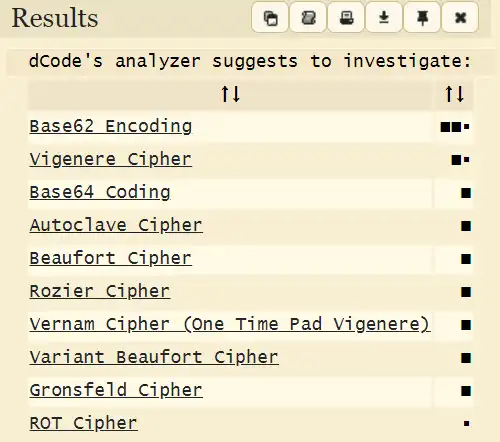 Results
dCode's analyzer suggests to investigate:
↑↓ ↑↓
Base62 Encoding ■■▪
Vigenere Cipher ■▪
Base64 Coding ■
Autoclave Cipher ■
Beaufort Cipher ■
Rozier Cipher ■
Vernam Cipher (One Time Pad Vigenere) ■
Variant Beaufort Cipher ■
Gronsfeld Cipher ■
ROT Cipher ▪